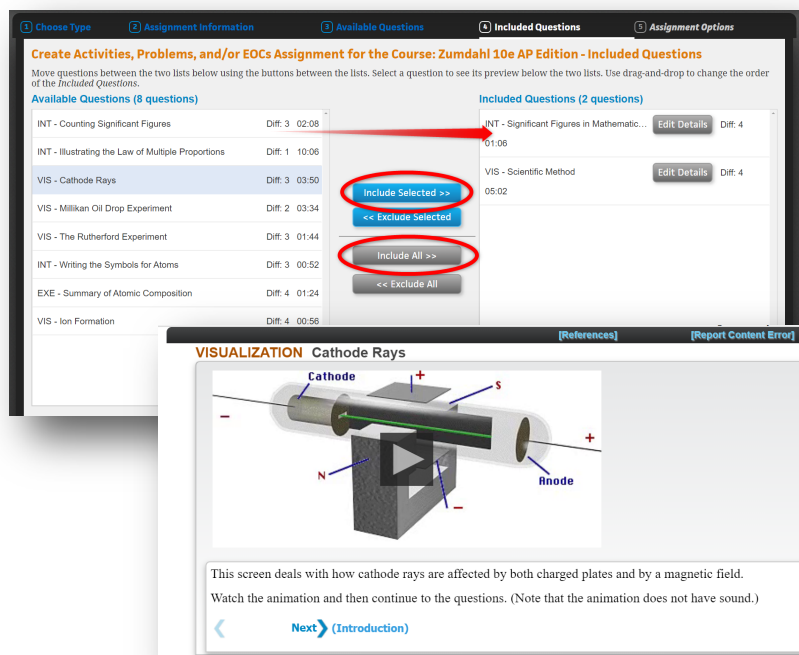 1 Choose Type 2 Assignment Information 3 Available Questions 4 Included Questions 5 Assignment Options
Create Activities, Problems, and/or EOCs Assignment for the Course: Zumdahl 10e AP Edition - Included Questions
Move questions between the two lists below using the buttons between the lists. Select a question to see its preview below the two lists. Use drag-and-drop to change the order
of the Included Questions.
Available Questions (8 questions)
INT - Counting Significant Figures Diff: 3 02:08
INT - Illustrating the Law of Multiple Proportions Diff: 1 10:06
VIS - Cathode Rays Diff: 3 03:50
VIS - Millikan Oil Drop Experiment Diff: 2 03:34
VIS - The Rutherford Experiment Diff: 3 01:44
INT - Writing the Symbols for Atoms Diff: 3 00:52
EXE - Summary of Atomic Composition Diff: 4 01:24
VIS - Ion Formation Diff: 4 00:56
Include Selected >>
<< Exclude Selected
Include All >>
<< Exclude All
Included Questions (2 questions)
INT - Significant Figures in Mathematic... Edit Details Diff: 4
01:06
VIS - Scientific Method Edit Details Diff: 4
05:02
[References] [Report Content Error]
VISUALIZATION Cathode Rays
Cathode
+
S
−
+
N
Anode
−
This screen deals with how cathode rays are affected by both charged plates and by a magnetic field.
Watch the animation and then continue to the questions. (Note that the animation does not have sound.)
Next (Introduction)